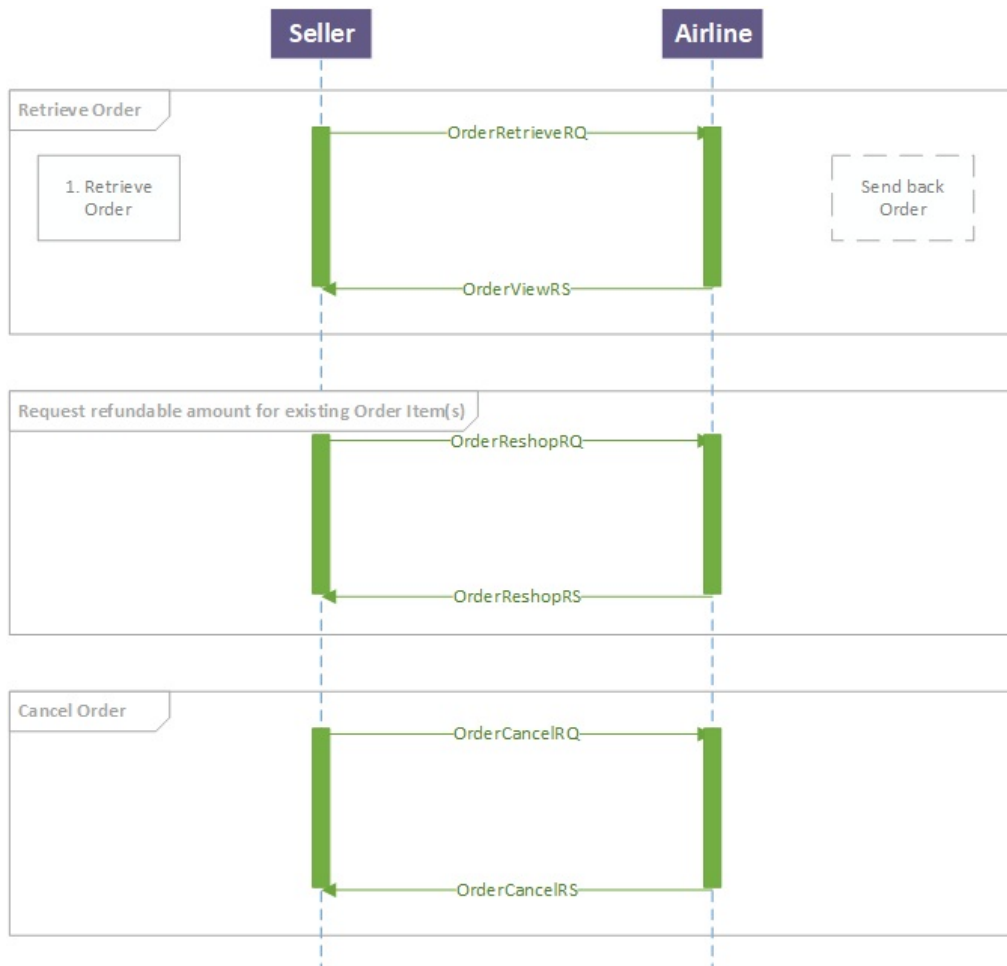 Seller
Airline
Retrieve Order
OrderRetrieveRQ
1. Retrieve
Order
Send back
Order
OrderViewRS
Request refundable amount for existing Order Item(s)
OrderReshopRQ
OrderReshopRS
Cancel Order
OrderCancelRQ
OrderCancelRS